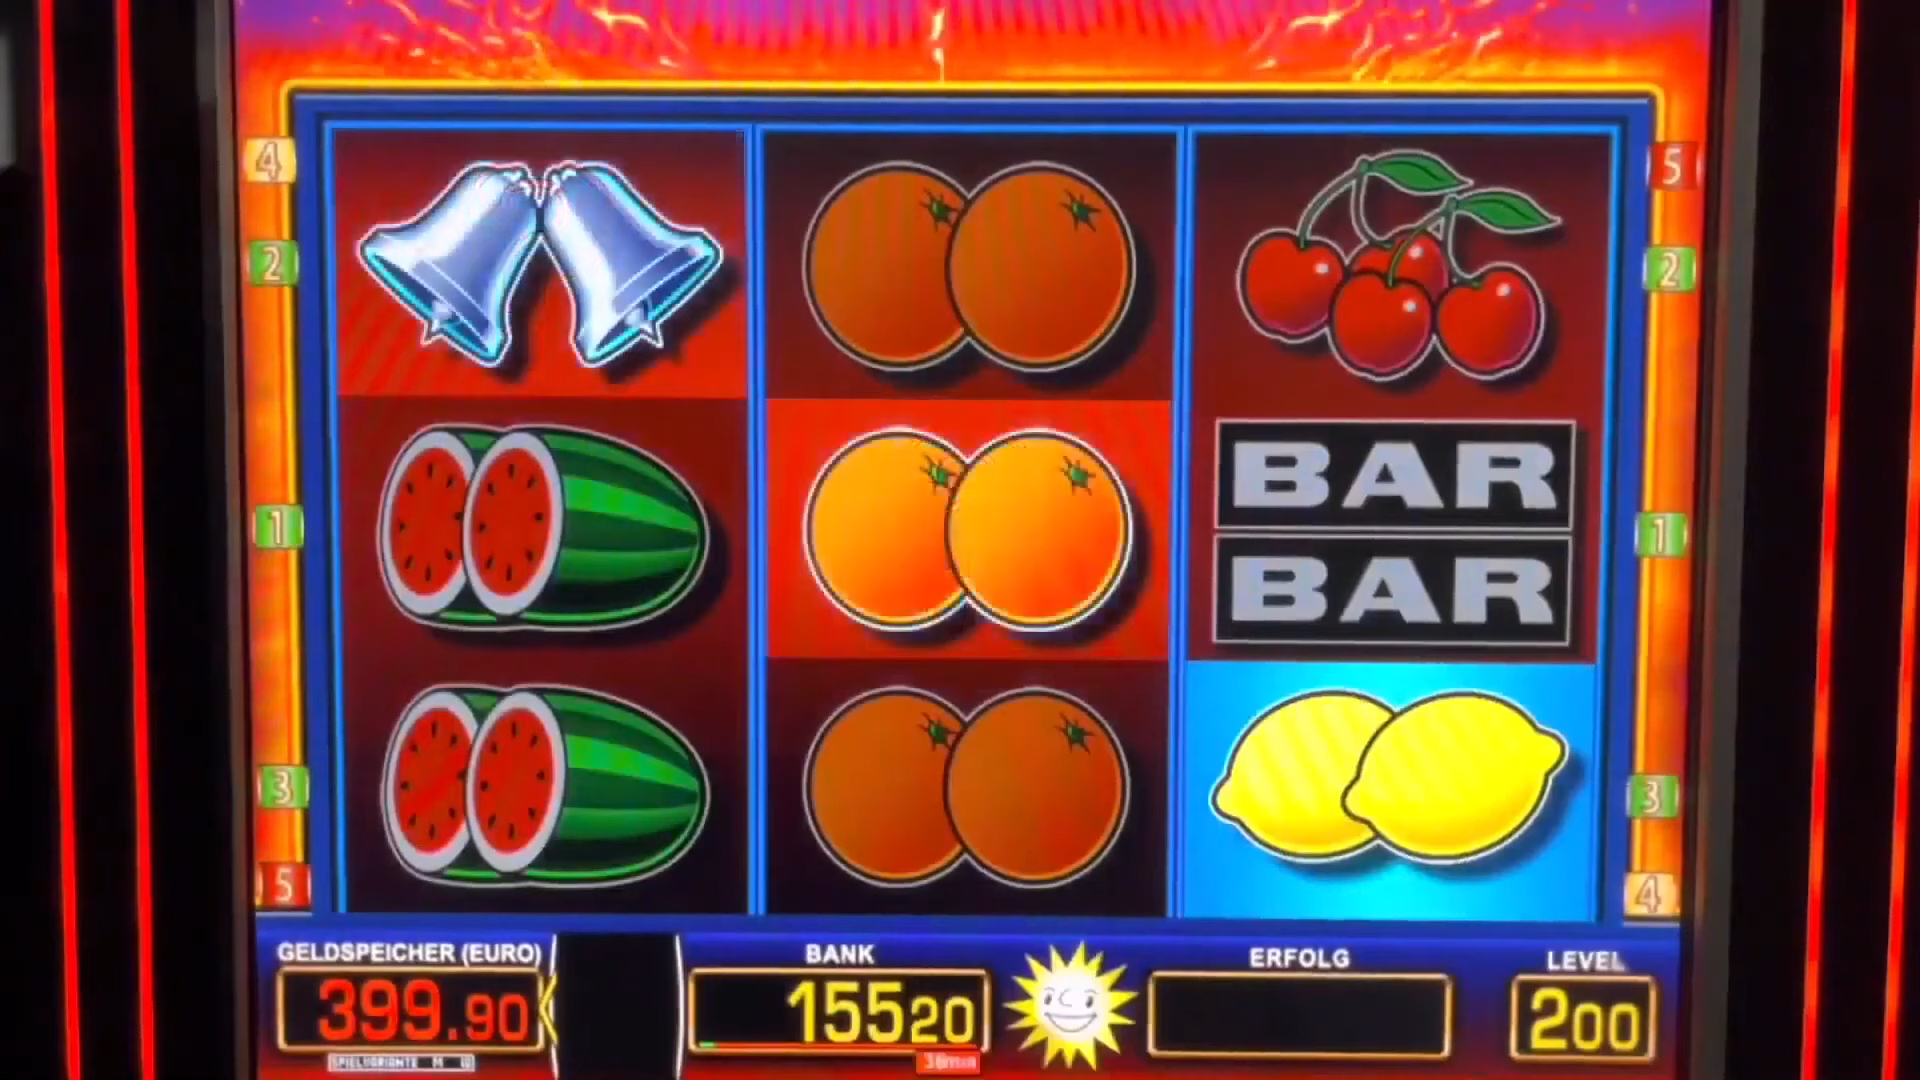 4
5
2
2
BAR
1
1
BAR
3
3
5
4
GELDSPEICHER (EURO)
BANK
ERFOLG
LEVEL
399.90
15520
200
SPIELVARIANTE M